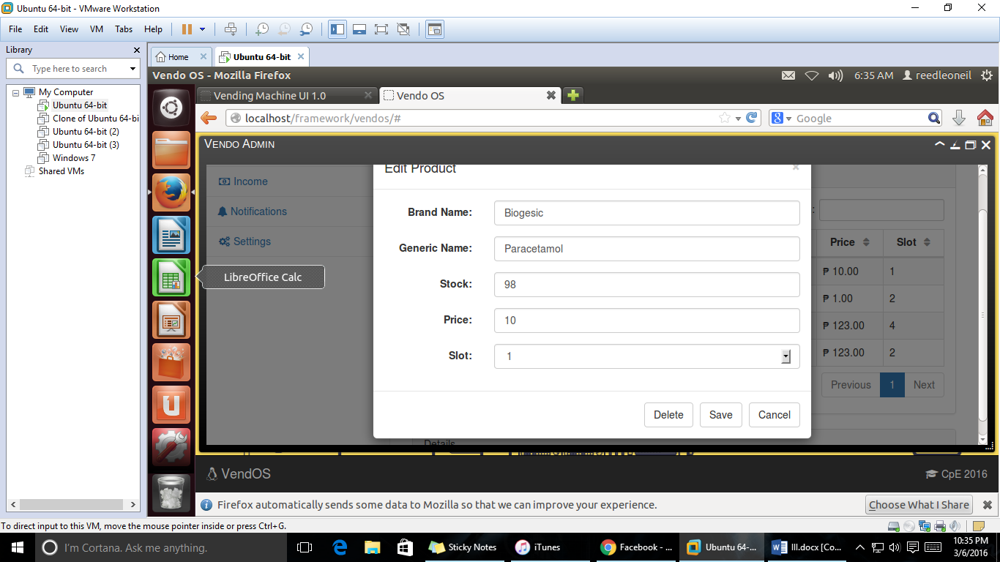 Ubuntu 64-bit - VMware Workstation
File Edit View VM Tabs Help
Library
Type here to search
My Computer
Ubuntu 64-bit
Clone of Ubuntu 64-bi
Ubuntu 64-bit (2)
Ubuntu 64-bit (3)
Windows 7
Shared VMs
Home
Ubuntu 64-bit
Vendo OS - Mozilla Firefox
6:35 AM reedleoneil
Vending Machine UI 1.0
Vendo OS
localhost/framework/vendos/#
Google
VENDO ADMIN
Income
Notifications
Settings
LibreOffice Calc
Edit Product
Brand Name: Biogesic
Generic Name: Paracetamol
Stock: 98
Price: 10
Slot: 1
Delete Save Cancel
:
Price Slot
₱ 10.00 1
₱ 1.00 2
₱ 123.00 4
₱ 123.00 2
Previous 1 Next
Details
VendOS
CpE 2016
Firefox automatically sends some data to Mozilla so that we can improve your experience.
Choose What I Share
To direct input to this VM, move the mouse pointer inside or press Ctrl+G.
I'm Cortana. Ask me anything.
Sticky Notes
iTunes
Facebook - ...
Ubuntu 64-...
III.docx [Co...
10:35 PM
3/6/2016